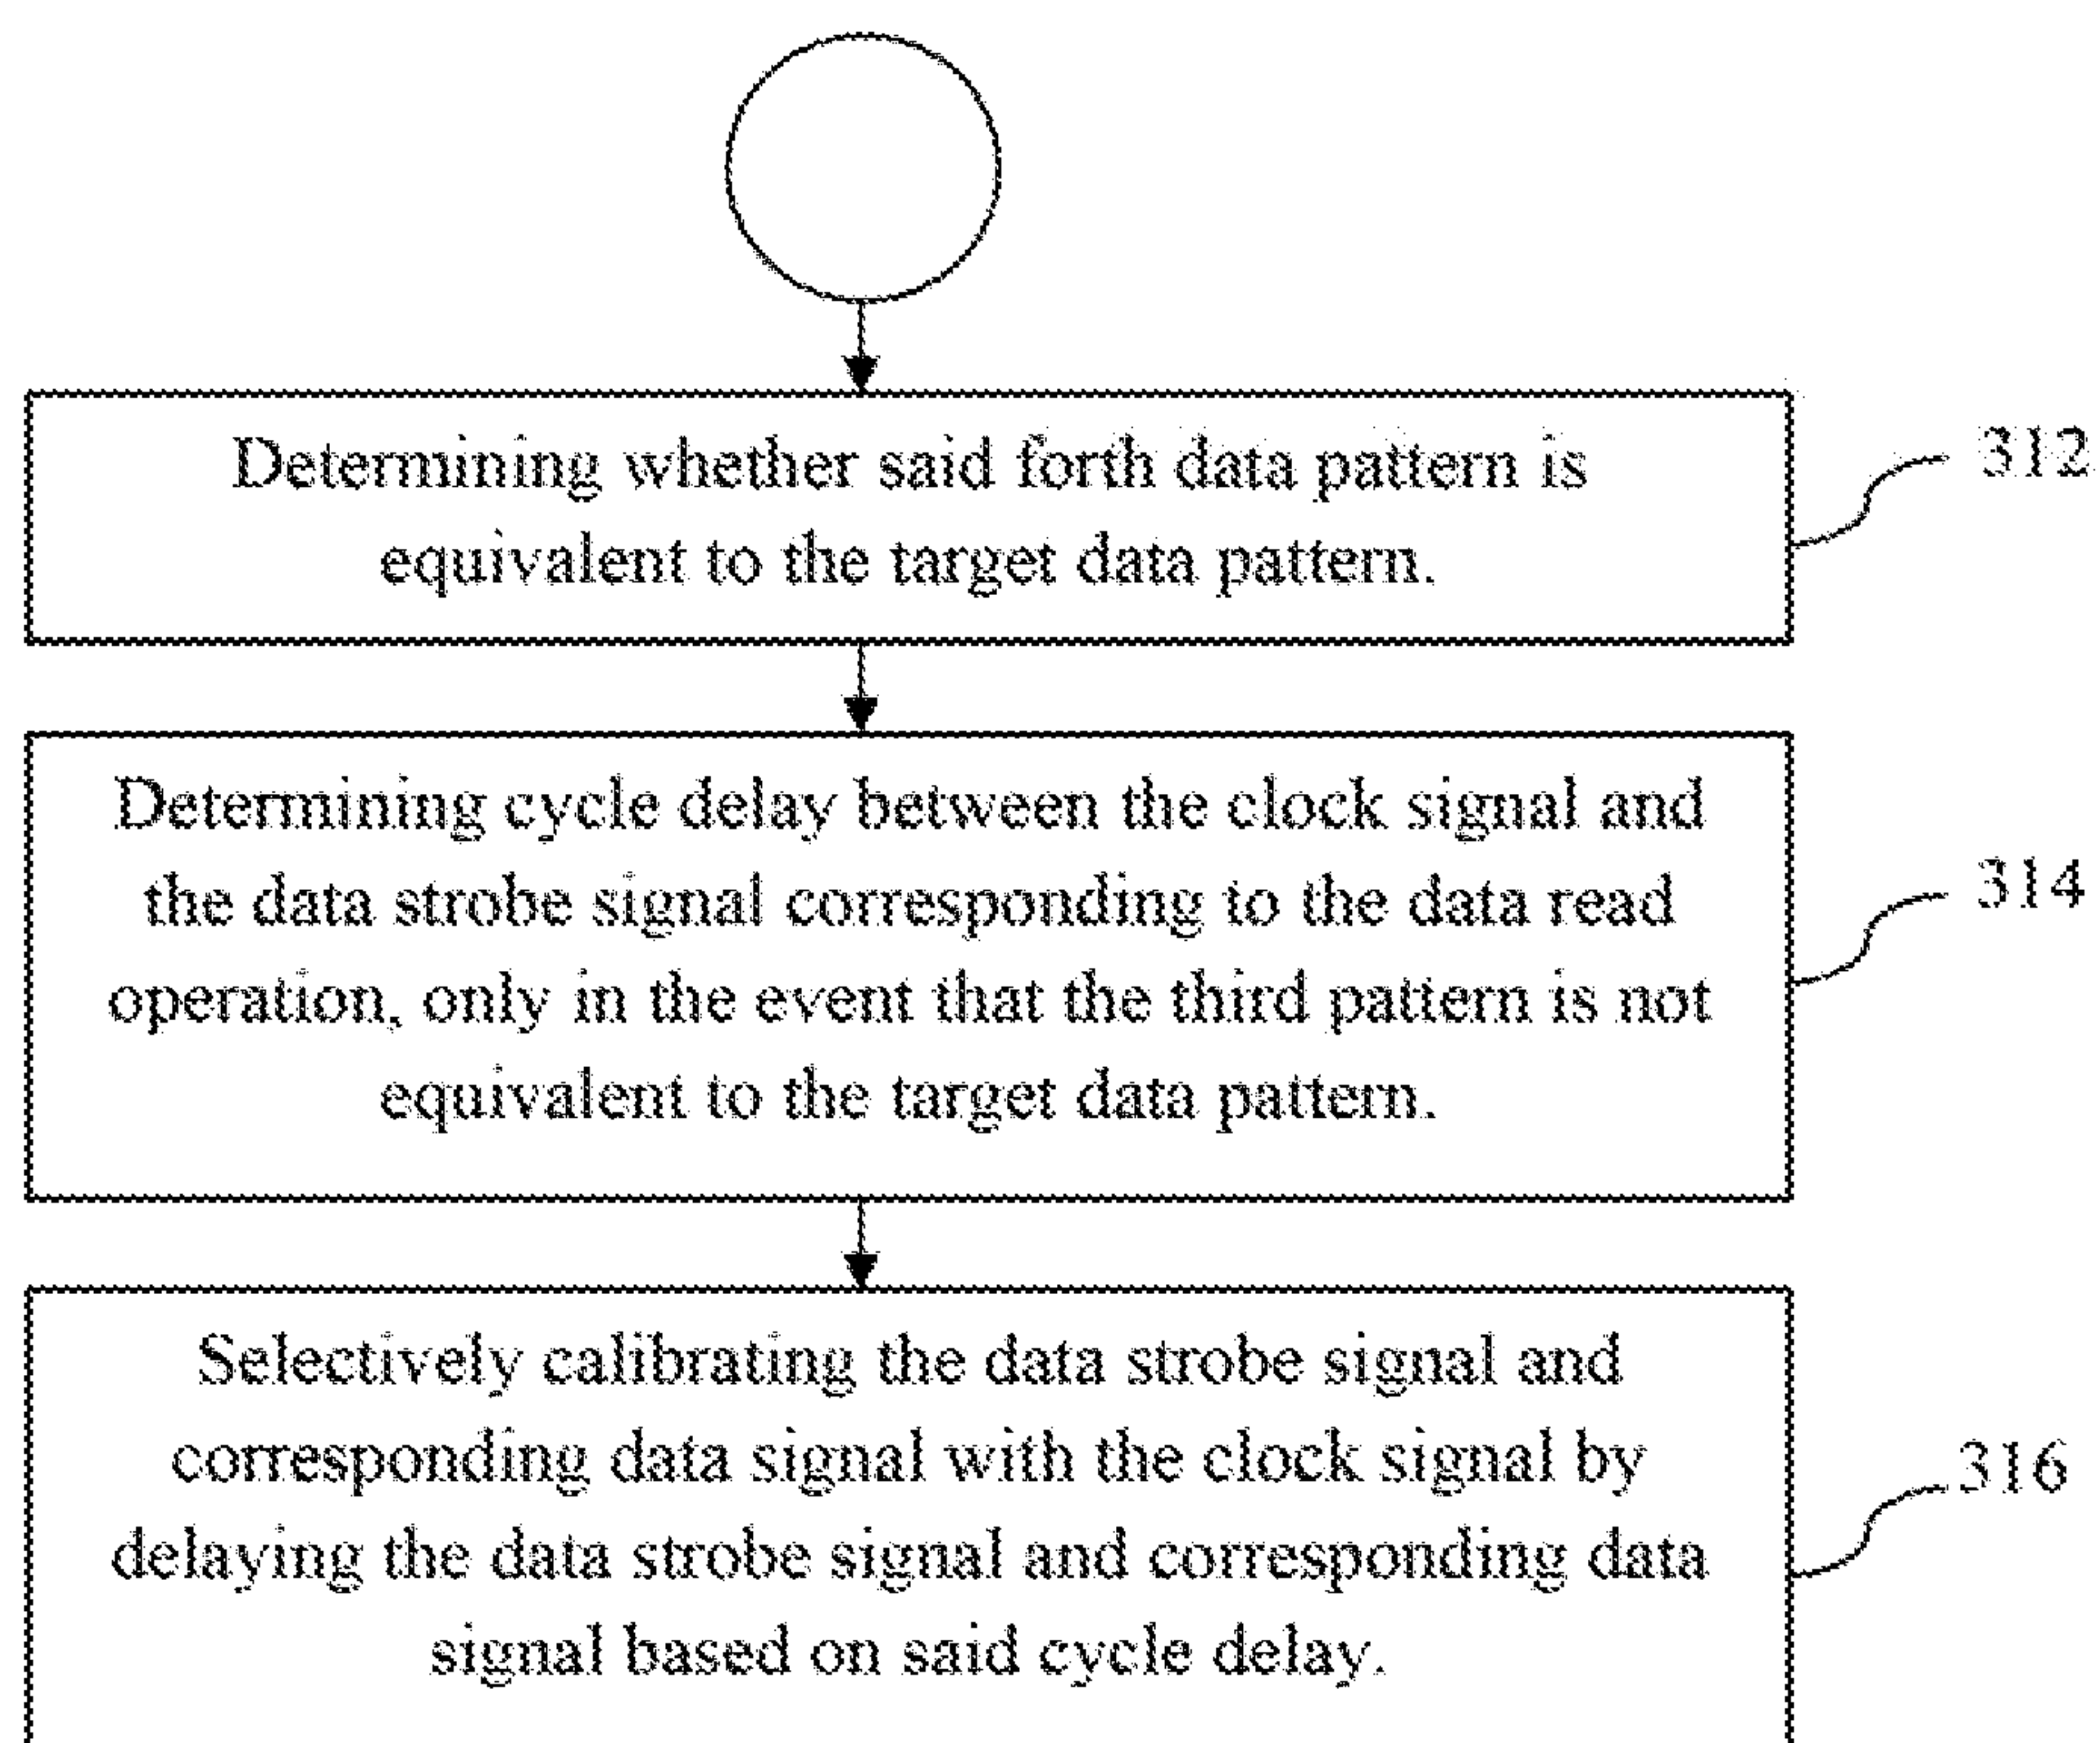 Determining whether said forth data pattern is
equivalent to the target data pattern.
312
Determining cycle delay between the clock signal and
the data strobe signal corresponding to the data read
operation, only in the event that the third pattern is not
equivalent to the target data pattern.
314
Selectively calibrating the data strobe signal and
corresponding data signal with the clock signal by
delaying the data strobe signal and corresponding data
signal based on said cycle delay.
316